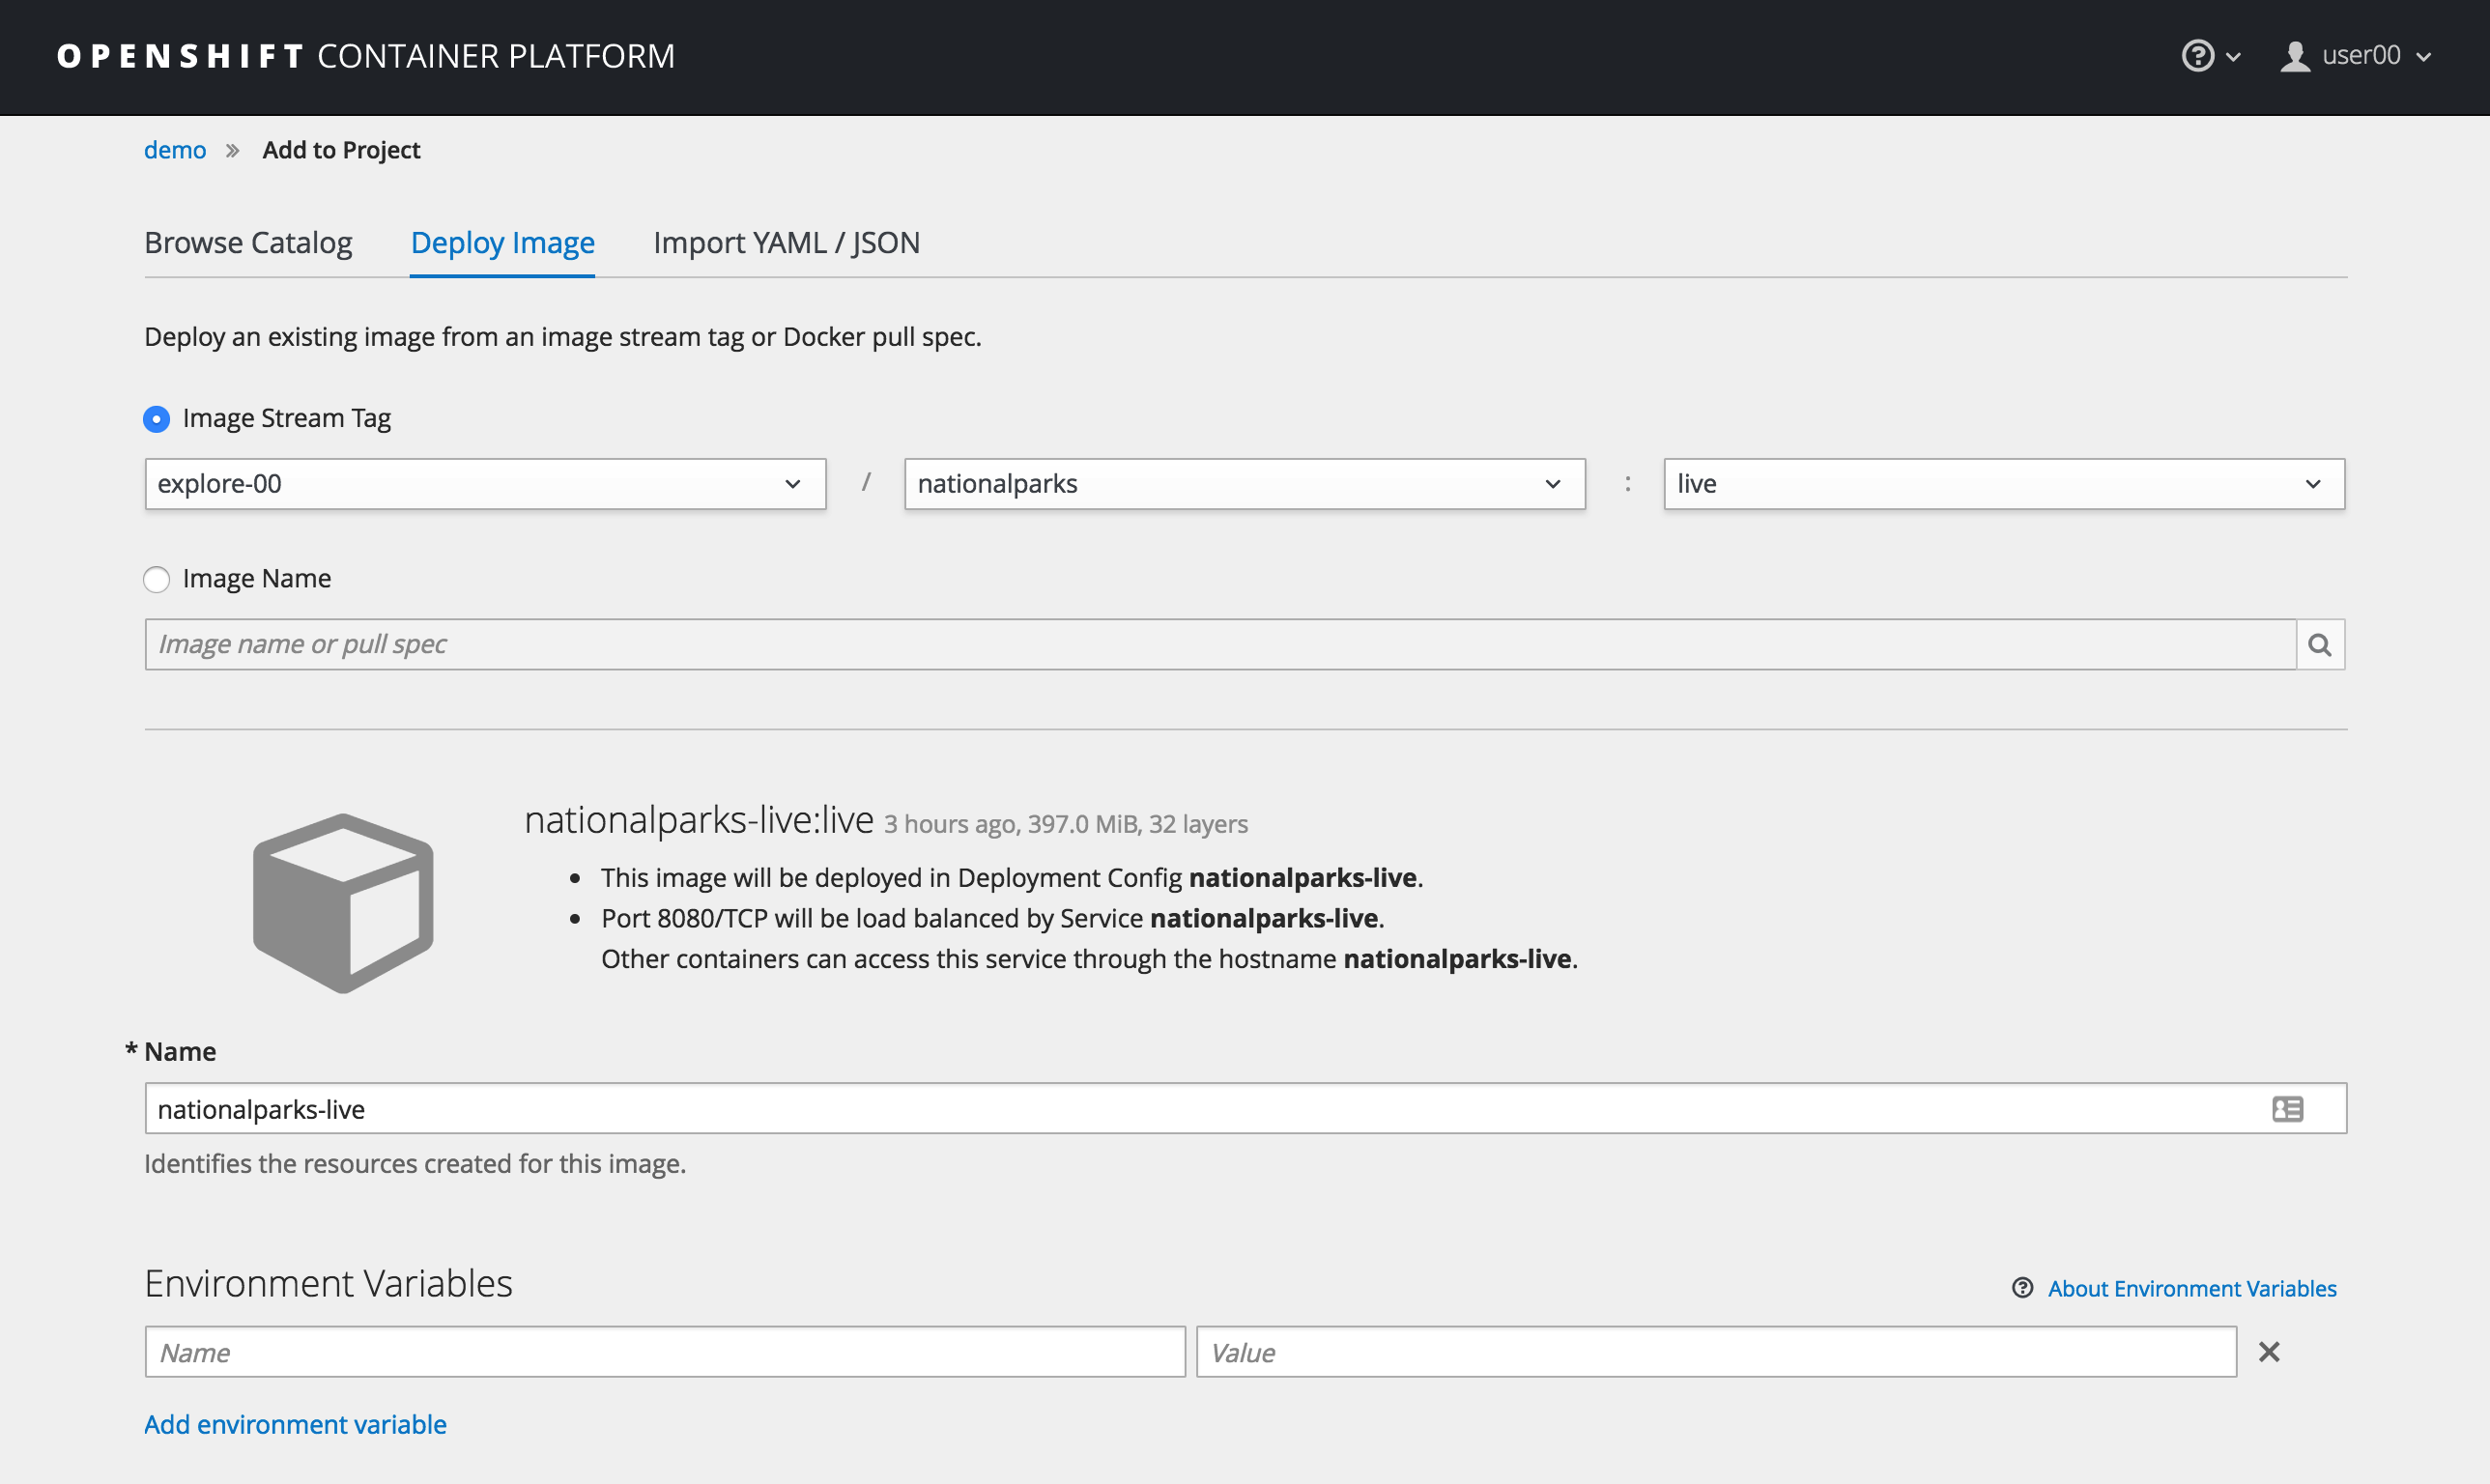 OPENSHIFT CONTAINER PLATFORM
user00
demo » Add to Project
Browse Catalog Deploy Image Import YAML / JSON
Deploy an existing image from an image stream tag or Docker pull spec.
Image Stream Tag
explore-00 / nationalparks : live
Image Name
Image name or pull spec
nationalparks-live:live 3 hours ago, 397.0 MiB, 32 layers
• This image will be deployed in Deployment Config nationalparks-live.
• Port 8080/TCP will be load balanced by Service nationalparks-live.
Other containers can access this service through the hostname nationalparks-live.
* Name
nationalparks-live
Identifies the resources created for this image.
Environment Variables
About Environment Variables
Name Value
Add environment variable